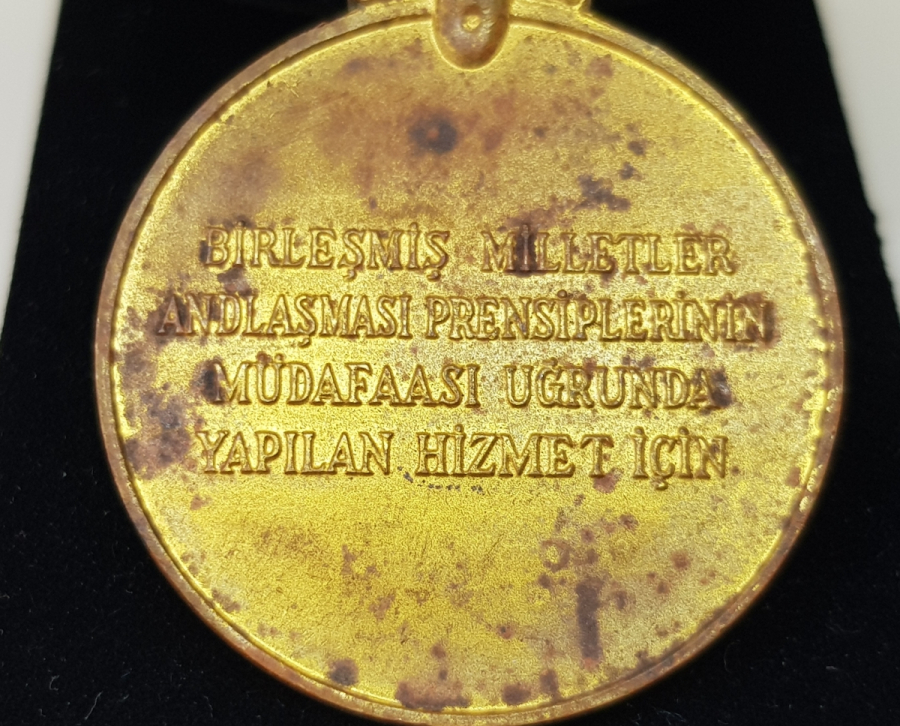 BİRLEŞMİŞ MİLLETLER
ANDLAŞMASI PRENSİPLERİNİN
MÜDAFAASI UĞRUNDA
YAPILAN HİZMET İÇİN